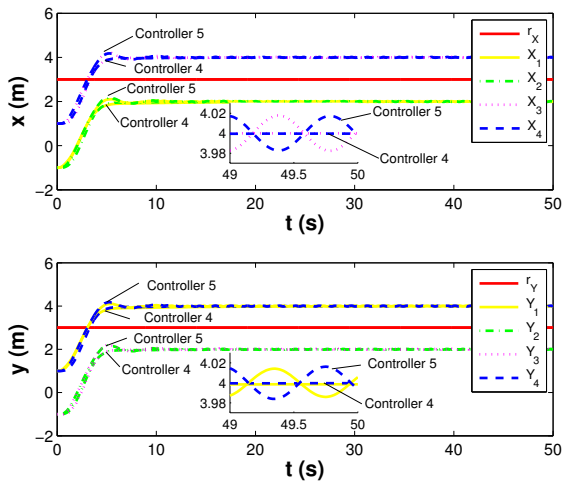 x (m)
6
4
2
0
−2
0
10
20
30
40
50
t (s)
Controller 5
Controller 4
Controller 5
Controller 4
4.02
4
3.98
49
49.5
50
Controller 5
Controller 4
r_X
X_1
X_2
X_3
X_4
y (m)
6
4
2
0
−2
0
10
20
30
40
50
t (s)
Controller 5
Controller 4
Controller 5
Controller 4
4.02
4
3.98
49
49.5
50
Controller 5
Controller 4
r_Y
Y_1
Y_2
Y_3
Y_4